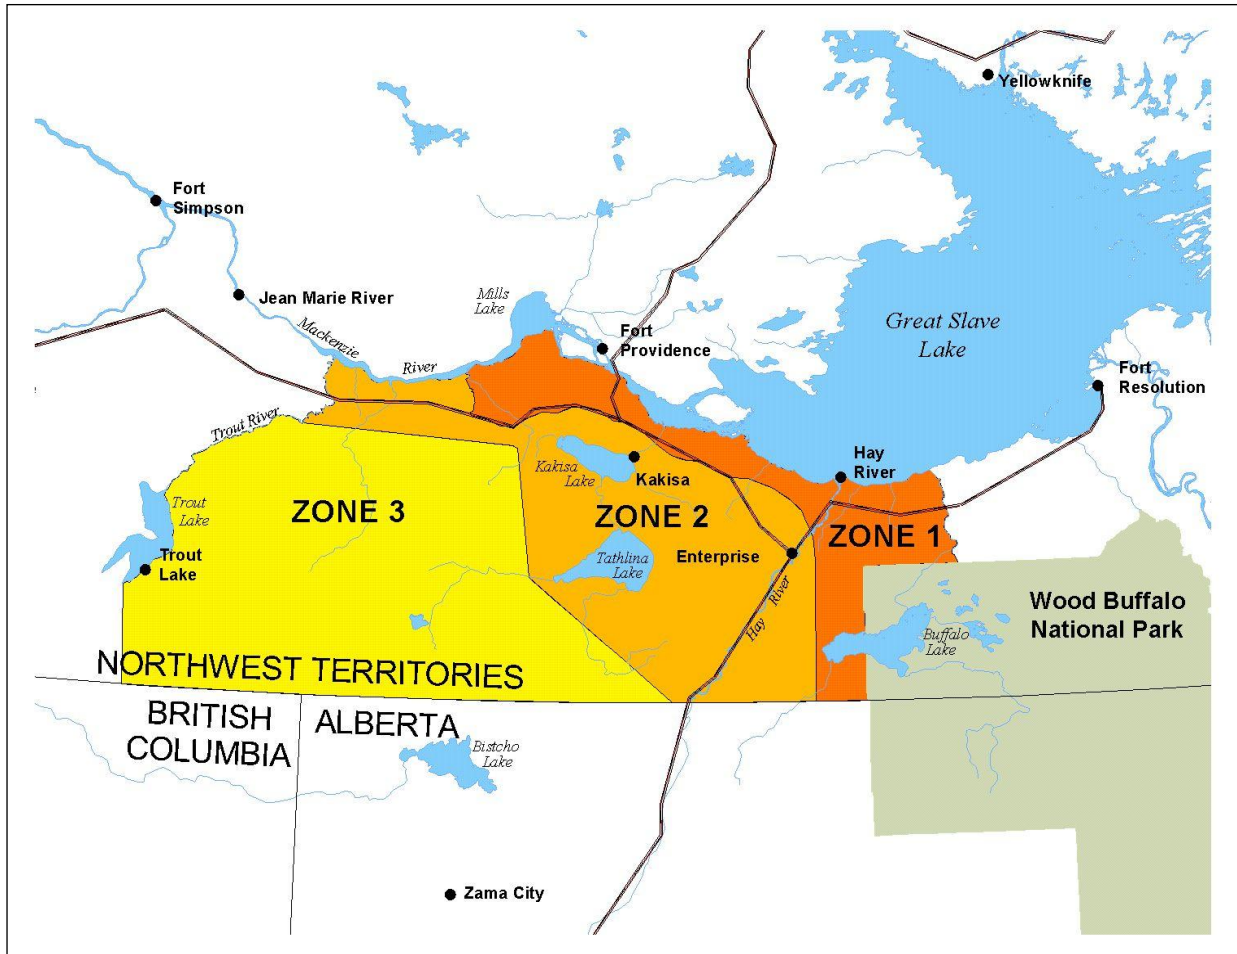 Yellowknife
Fort
Simpson
Jean Marie River
Mills
Lake
Mackenzie
River
Fort
Providence
Great Slave
Lake
Fort
Resolution
Trout River
Kakisa
Lake
Kakisa
Hay
River
Trout
Lake
ZONE 3
ZONE 2
ZONE 1
Trout
Lake
Tathlina
Lake
Enterprise
Hay
River
Wood Buffalo
National Park
Buffalo
Lake
NORTHWEST TERRITORIES
BRITISH
COLUMBIA
ALBERTA
Bistcho
Lake
Zama City